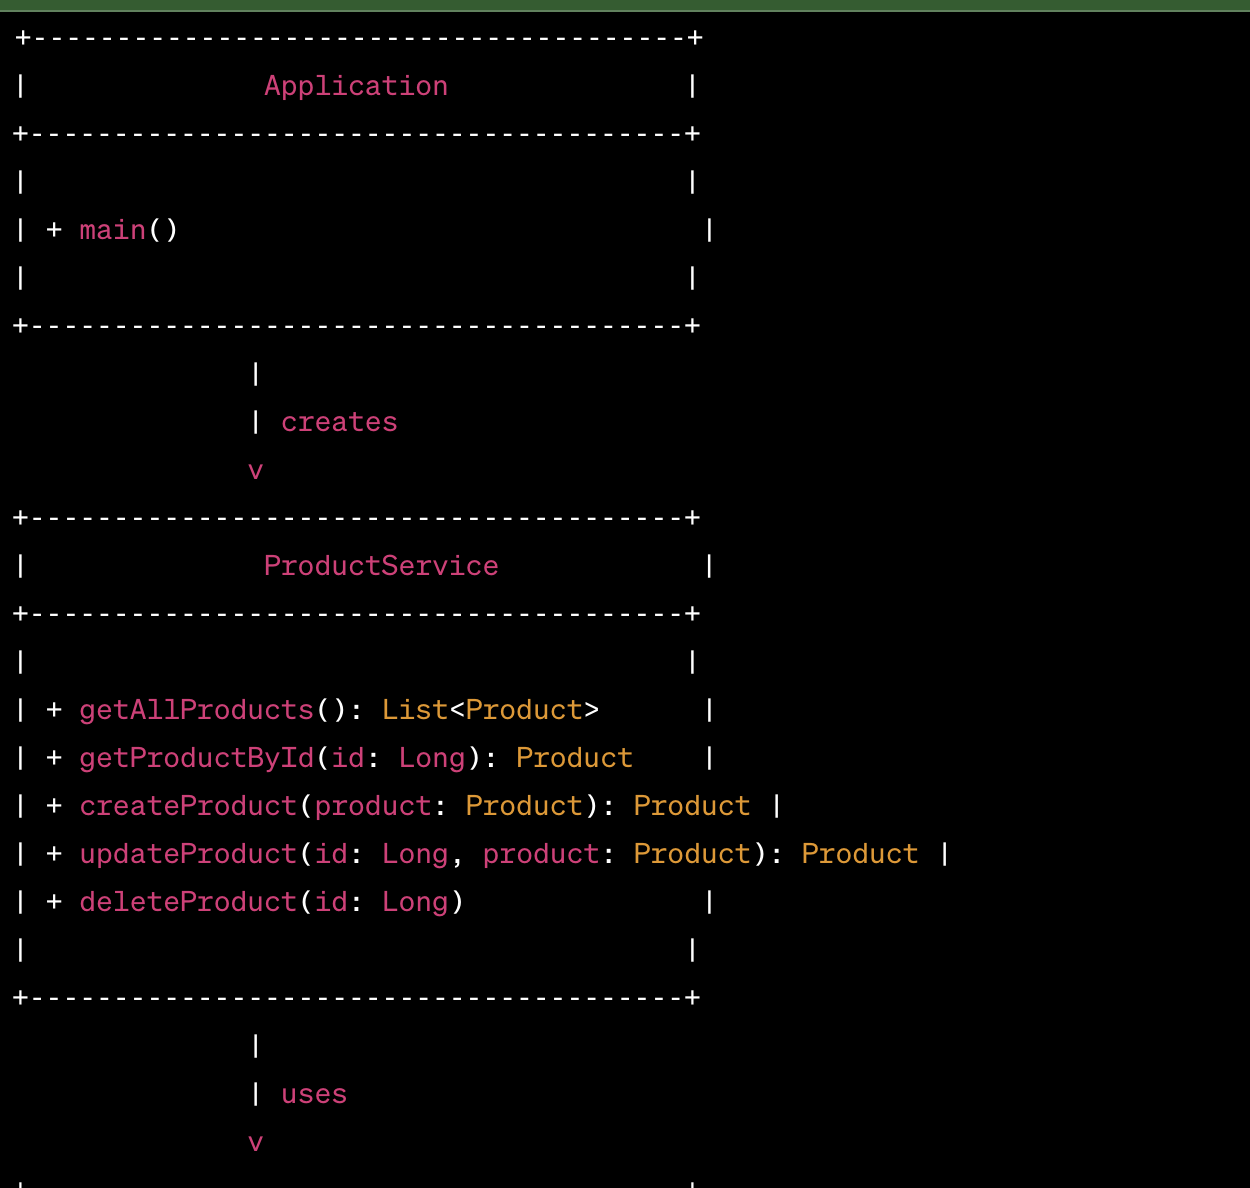 +---------------------------------------+
|              Application              |
+---------------------------------------+
|                                       |
| + main()                               |
|                                       |
+---------------------------------------+
              |
              | creates
              v
+---------------------------------------+
|              ProductService            |
+---------------------------------------+
|                                       |
| + getAllProducts(): List<Product>      |
| + getProductById(id: Long): Product    |
| + createProduct(product: Product): Product |
| + updateProduct(id: Long, product: Product): Product |
| + deleteProduct(id: Long)              |
|                                       |
+---------------------------------------+
              |
              | uses
              v